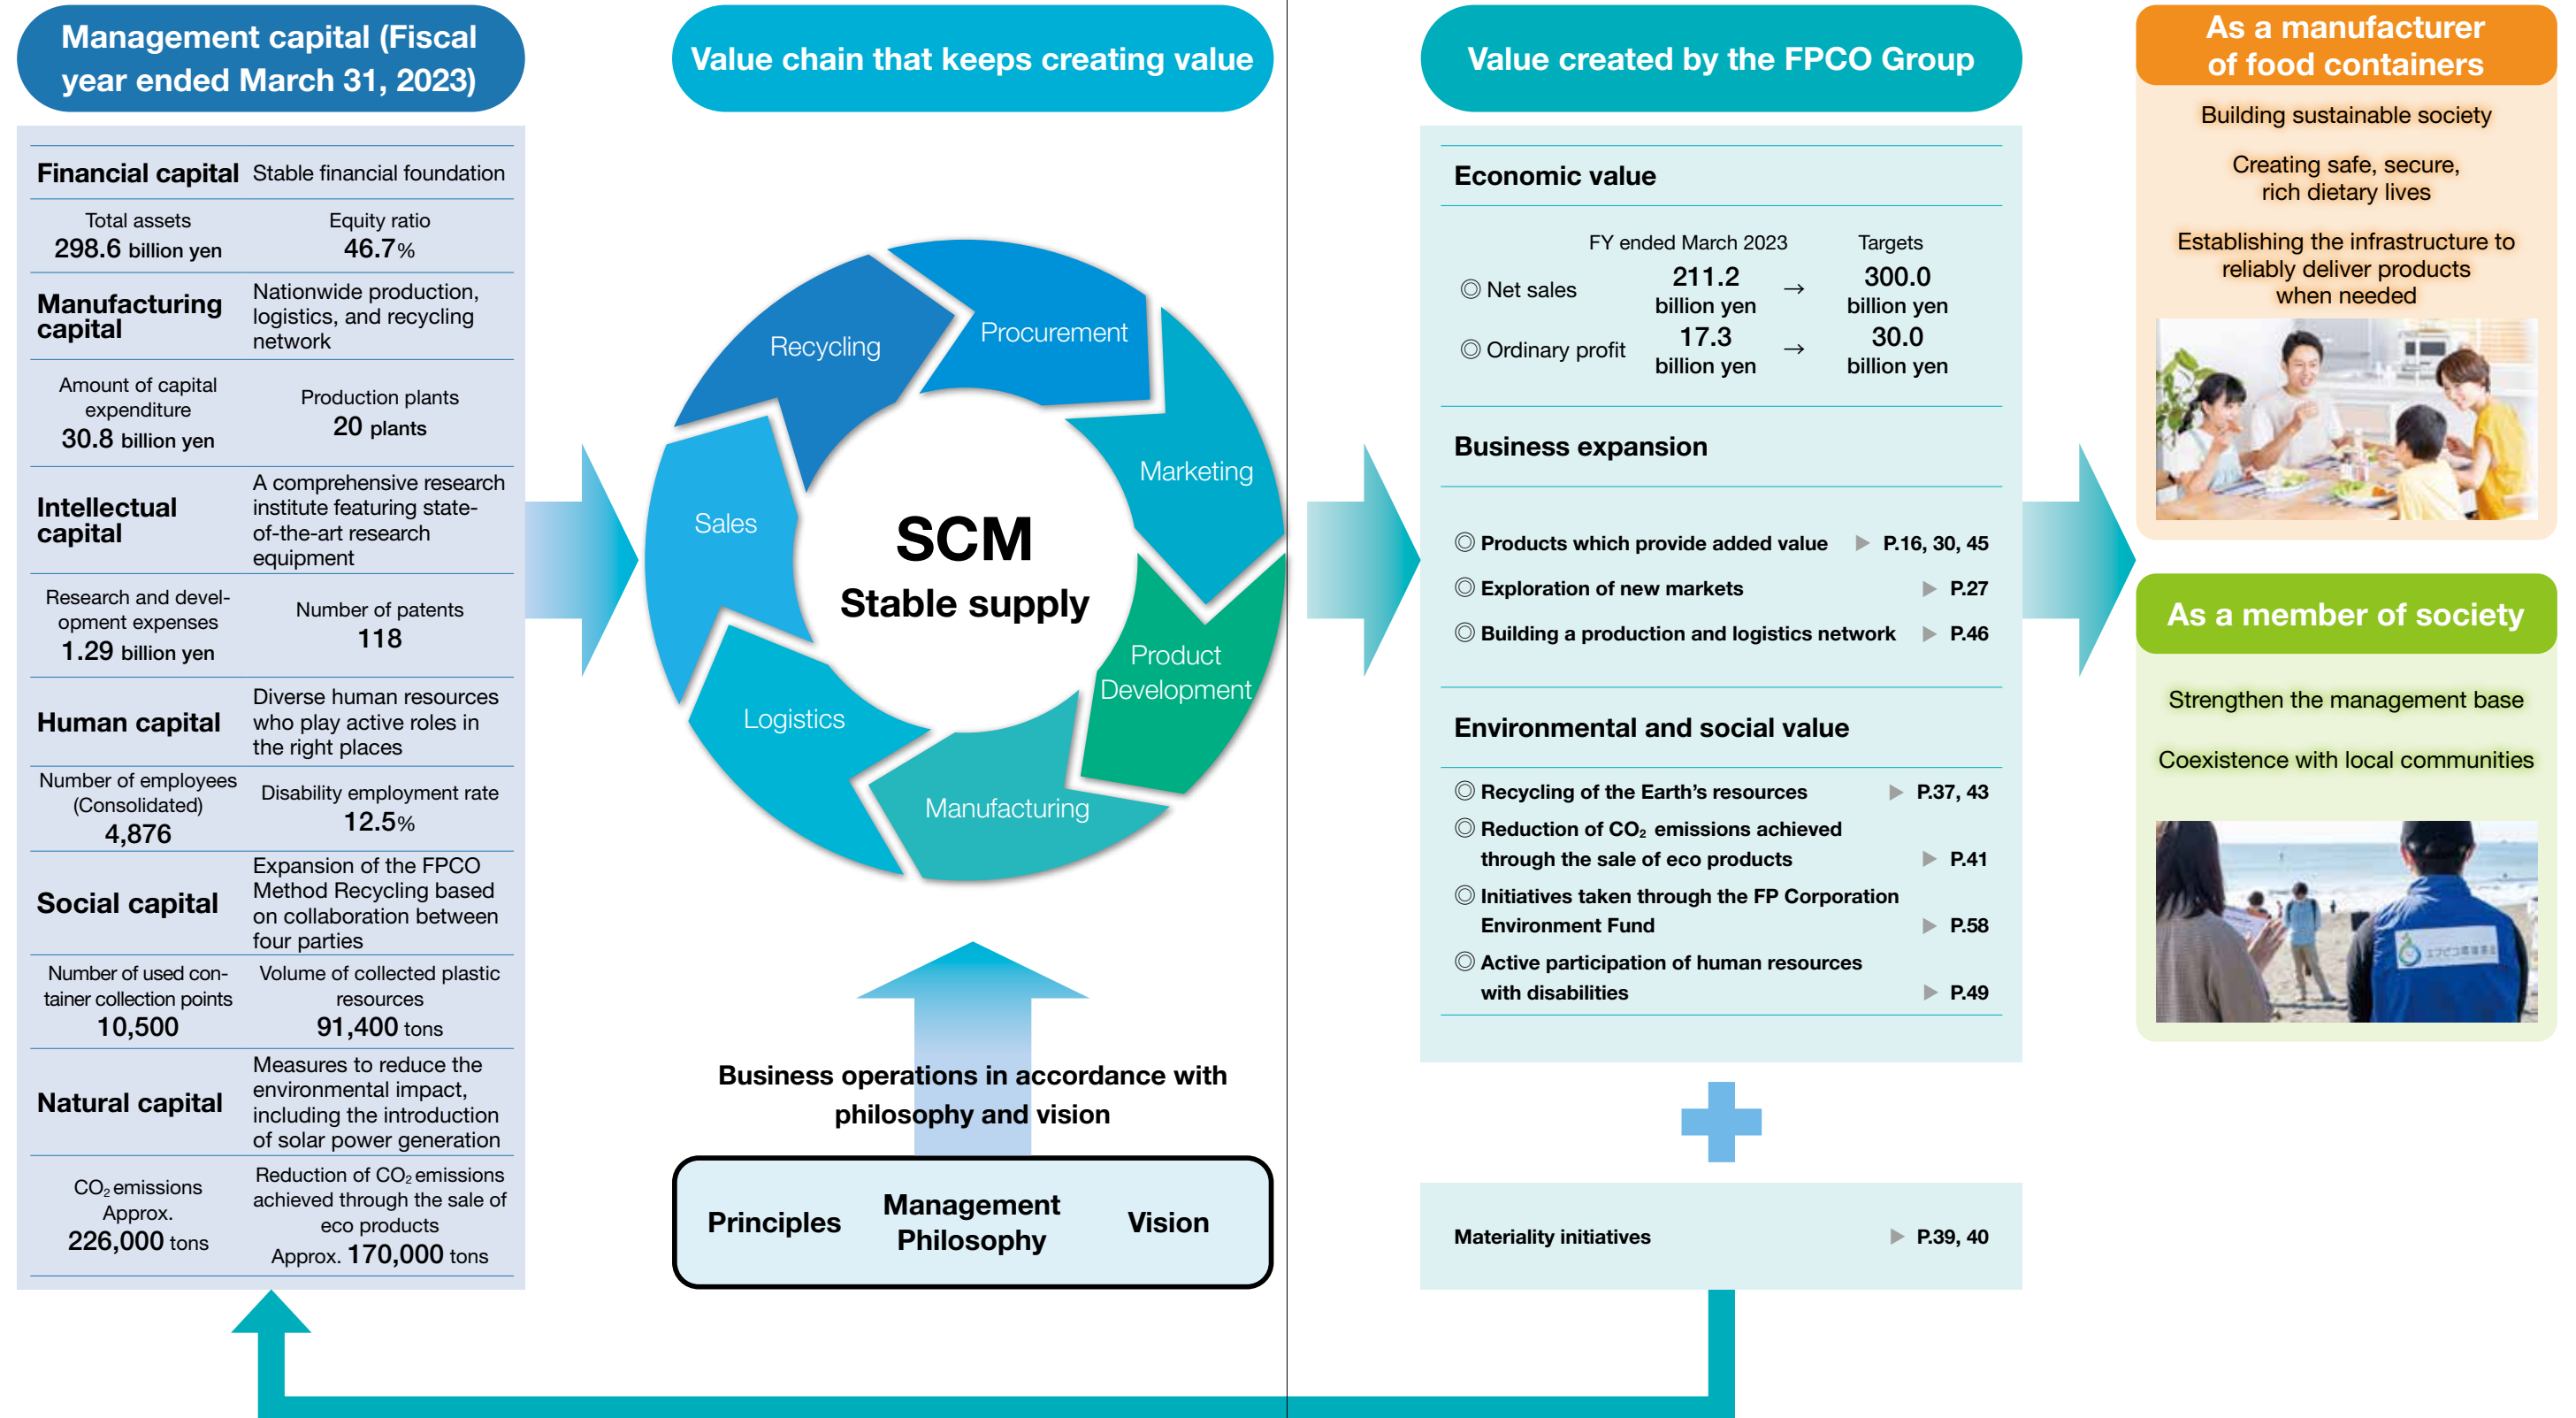 Management capital (Fiscal
year ended March 31, 2023)
Financial capital Stable financial foundation
Total assets
298.6 billion yen
Equity ratio
46.7%
Manufacturing
capital
Nationwide production,
logistics, and recycling
network
Amount of capital
expenditure
30.8 billion yen
Production plants
20 plants
Intellectual
capital
A comprehensive research
institute featuring state-
of-the-art research
equipment
Research and devel-
opment expenses
1.29 billion yen
Number of patents
118
Human capital
Diverse human resources
who play active roles in
the right places
Number of employees
(Consolidated)
4,876
Disability employment rate
12.5%
Social capital
Expansion of the FPCO
Method Recycling based
on collaboration between
four parties
Number of used con-
tainer collection points
10,500
Volume of collected plastic
resources
91,400 tons
Natural capital
Measures to reduce the
environmental impact,
including the introduction
of solar power generation
CO₂ emissions
Approx.
226,000 tons
Reduction of CO₂ emissions
achieved through the sale of
eco products
Approx. 170,000 tons
Value chain that keeps creating value
Procurement
Marketing
Product
Development
Manufacturing
Logistics
Sales
Recycling
SCM
Stable supply
Business operations in accordance with
philosophy and vision
Principles
Management
Philosophy
Vision
Value created by the FPCO Group
Economic value
FY ended March 2023 Targets
◎ Net sales 211.2 billion yen → 300.0 billion yen
◎ Ordinary profit 17.3 billion yen → 30.0 billion yen
Business expansion
◎ Products which provide added value ▶ P.16, 30, 45
◎ Exploration of new markets ▶ P.27
◎ Building a production and logistics network ▶ P.46
Environmental and social value
◎ Recycling of the Earth’s resources ▶ P.37, 43
◎ Reduction of CO₂ emissions achieved
through the sale of eco products ▶ P.41
◎ Initiatives taken through the FP Corporation
Environment Fund ▶ P.58
◎ Active participation of human resources
with disabilities ▶ P.49
Materiality initiatives ▶ P.39, 40
As a manufacturer
of food containers
Building sustainable society
Creating safe, secure,
rich dietary lives
Establishing the infrastructure to
reliably deliver products
when needed
As a member of society
Strengthen the management base
Coexistence with local communities